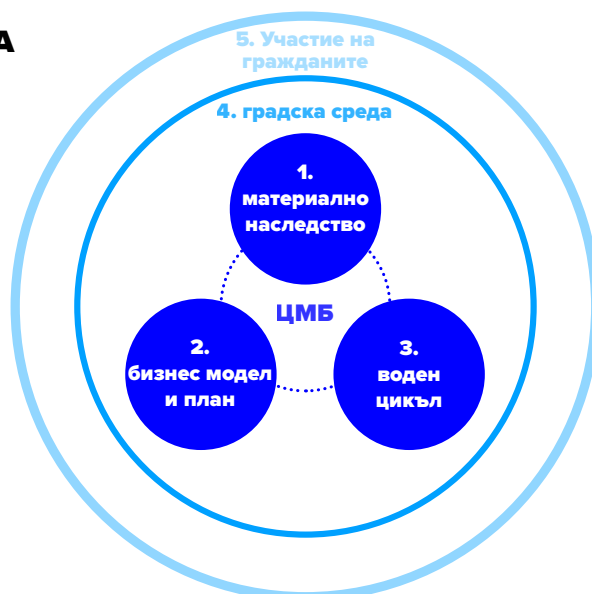 А
5. Участие на
гражданите
4. градска среда
1.
материално
наследство
ЦМБ
2.
бизнес модел
и план
3.
воден
цикъл